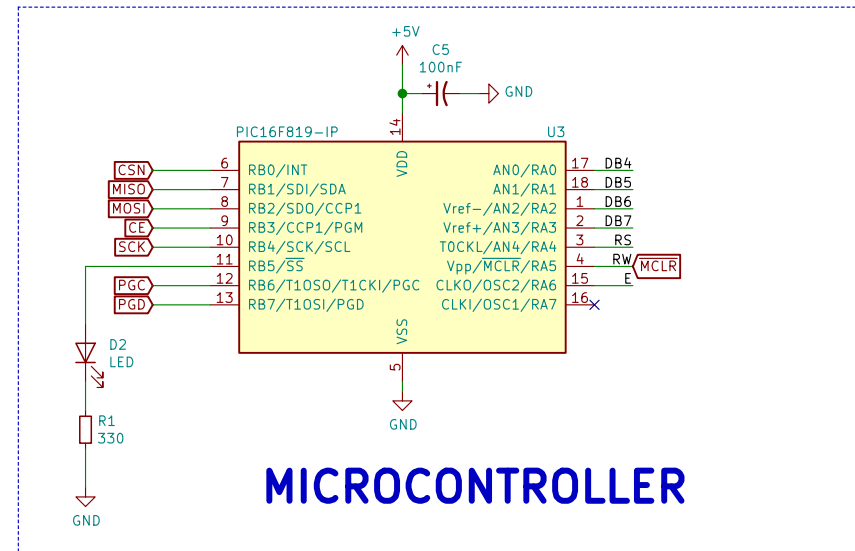 +5V
C5
100nF
+
GND
14
PIC16F819-IP
U3
VDD
CSN 6 RB0/INT AN0/RA0 17 DB4
MISO 7 RB1/SDI/SDA AN1/RA1 18 DB5
MOSI 8 RB2/SDO/CCP1 Vref-/AN2/RA2 1 DB6
CE 9 RB3/CCP1/PGM Vref+/AN3/RA3 2 DB7
SCK 10 RB4/SCK/SCL TOCKL/AN4/RA4 3 RS
11 RB5/SS Vpp/MCLR/RA5 4 RW MCLR
PGC 12 RB6/T1OSO/T1CKI/PGC CLKO/OSC2/RA6 15 E
PGD 13 RB7/T1OSI/PGD CLKI/OSC1/RA7 16
VSS
5
GND
D2
LED
R1
330
GND
MICROCONTROLLER